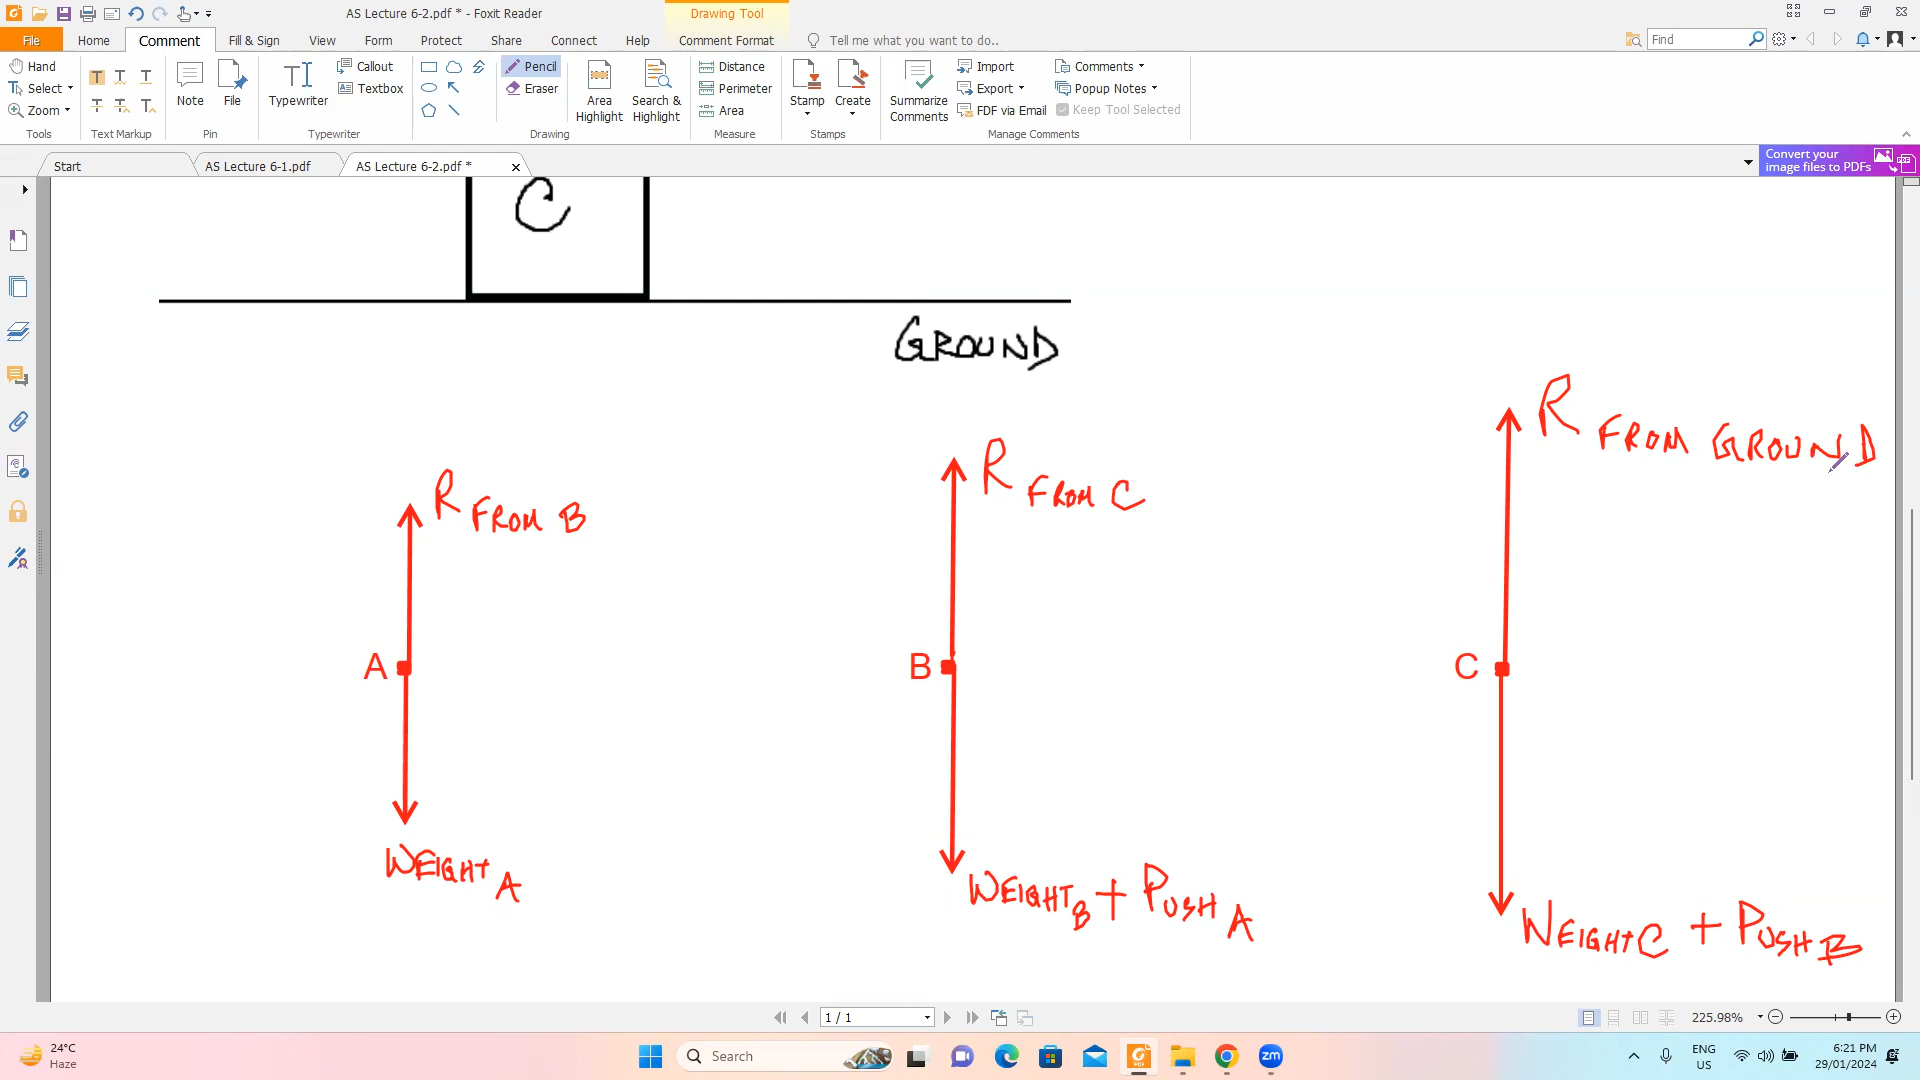 AS Lecture 6-2.pdf * - Foxit Reader
Drawing Tool
File Home Comment Fill & Sign View Form Protect Share Connect Help Comment Format Tell me what you want to do.. Find
Hand
Select
Zoom
Tools
Text Markup
Note
File
Pin
Typewriter
Callout
Textbox
Typewriter
Pencil
Eraser
Drawing
Area Highlight
Search & Highlight
Distance
Perimeter
Area
Measure
Stamp
Create
Stamps
Summarize Comments
Import
Export
FDF via Email
Comments
Popup Notes
Keep Tool Selected
Manage Comments
Start AS Lecture 6-1.pdf AS Lecture 6-2.pdf *
Convert your
image files to PDFs
C
GROUND
R FROM B
A
WEIGHT A
R FROM C
B
WEIGHT B + PUSH A
R FROM GROUND
C
WEIGHT C + PUSH B
1 / 1
225.98%
24°C
Haze
Search
zm
ENG
US
6:21 PM
29/01/2024